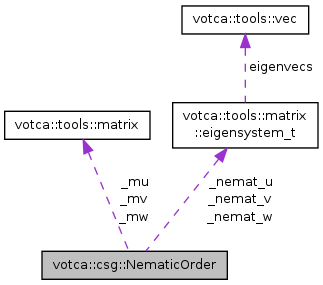 votca::tools::vec
eigenvecs
votca::tools::matrix
votca::tools::matrix
::eigensystem_t
_mu
_mv
_mw
_nemat_u
_nemat_v
_nemat_w
votca::csg::NematicOrder